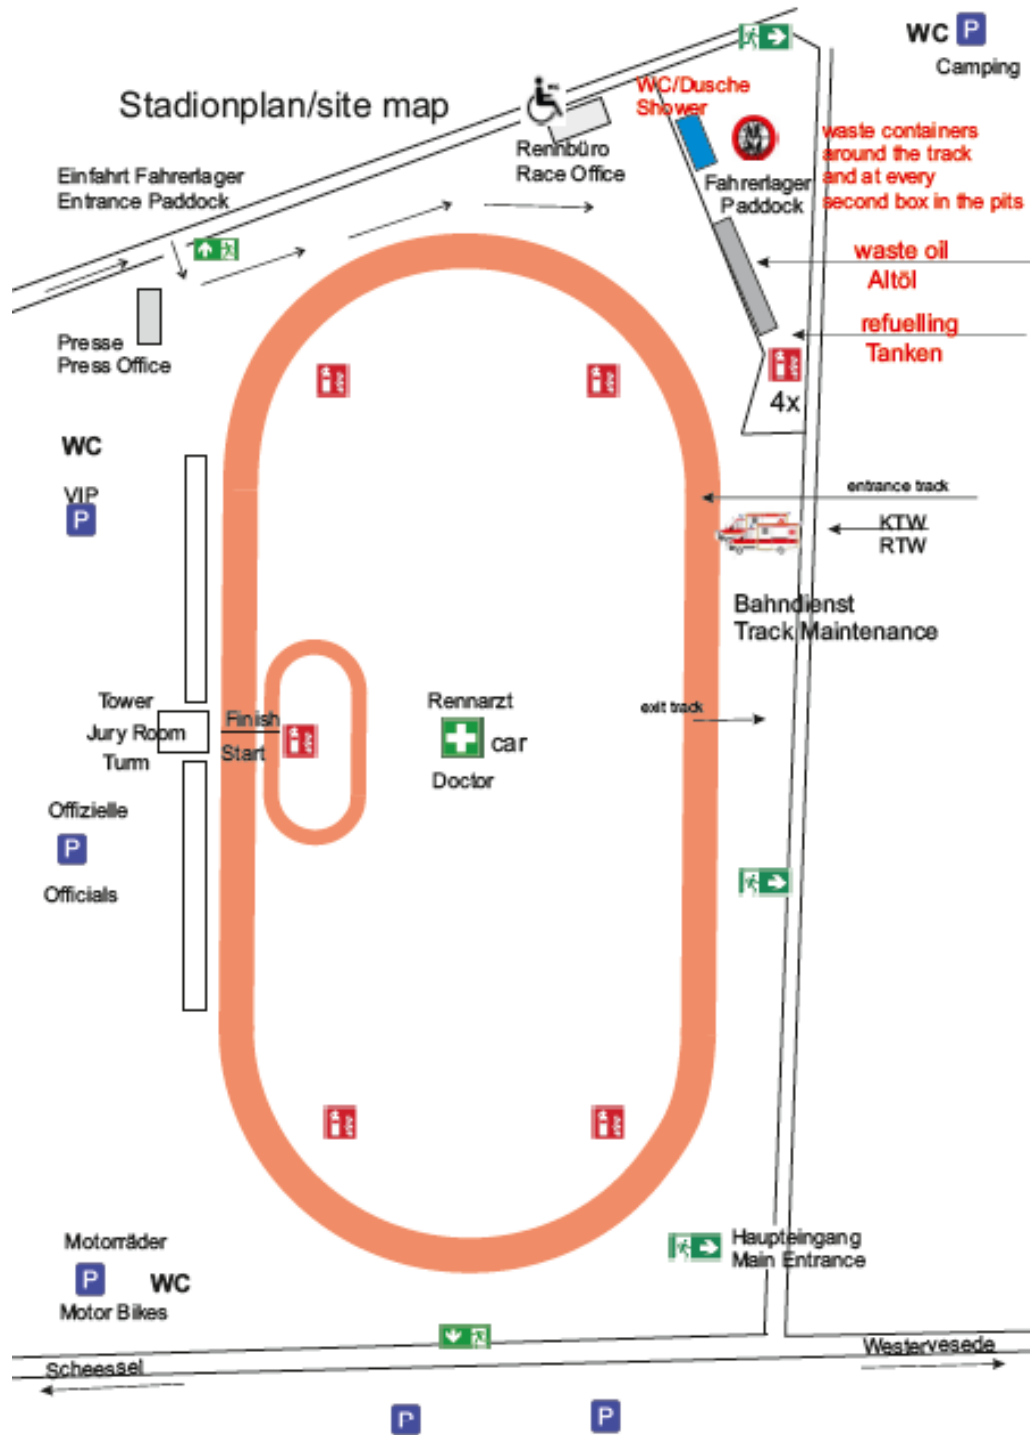 WC P
Camping
Stadionplan/site map
WC/Dusche
Shower
Rennbüro
Race Office
waste containers
around the track
and at every
second box in the pits
Fahrerlager
Paddock
Einfahrt Fahrerlager
Entrance Paddock
waste oil
Altöl
refuelling
Tanken
4x
Presse
Press Office
WC
VIP
P
entrance track
KTW
RTW
Bahndienst
Track Maintenance
Tower
Jury Room
Turm
Finish
Start
Rennarzt
car
Doctor
exit track
Offizielle
P
Officials
Haupteingang
Main Entrance
Motorräder
P WC
Motor Bikes
Scheessel
Westervesede
P P